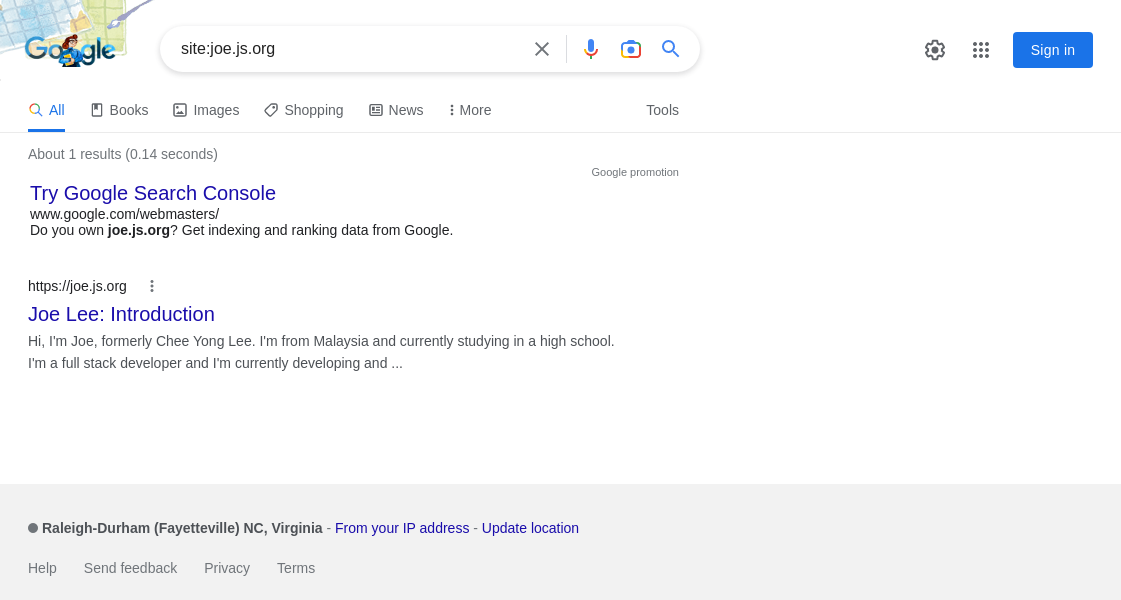 Google
site:joe.js.org
Sign in
All
Books
Images
Shopping
News
More
Tools
About 1 results (0.14 seconds)
Google promotion
Try Google Search Console
www.google.com/webmasters/
Do you own joe.js.org? Get indexing and ranking data from Google.
https://joe.js.org
Joe Lee: Introduction
Hi, I'm Joe, formerly Chee Yong Lee. I'm from Malaysia and currently studying in a high school.
I'm a full stack developer and I'm currently developing and ...
Raleigh-Durham (Fayetteville) NC, Virginia - From your IP address - Update location
Help
Send feedback
Privacy
Terms